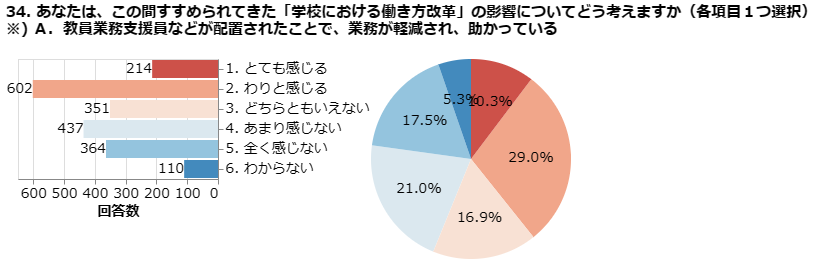 34. あなたは、この間すすめられてきた「学校における働き方改革」の影響についてどう考えますか（各項目１つ選択）
※) Ａ．教員業務支援員などが配置されたことで、業務が軽減され、助かっている
214 1. とても感じる
602 2. わりと感じる
351 3. どちらともいえない
437 4. あまり感じない
364 5. 全く感じない
110 6. わからない
600 500 400 300 200 100 0
回答数
5.3% 10.3%
17.5%
29.0%
21.0%
16.9%